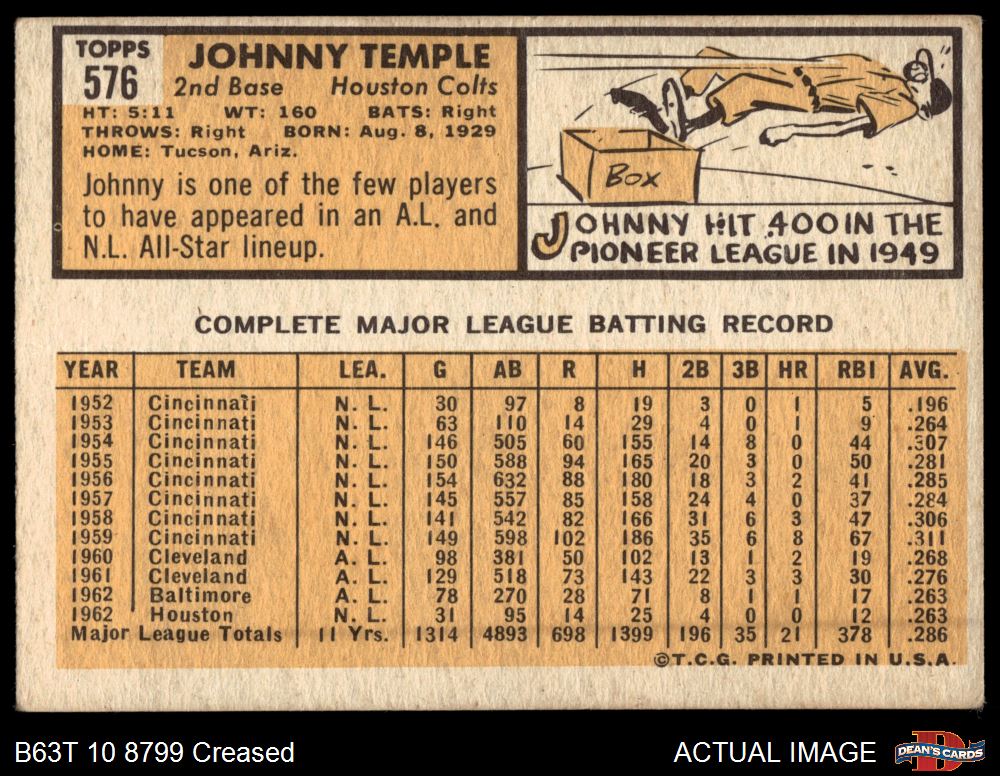 TOPPS
576
JOHNNY TEMPLE
2nd Base Houston Colts
HT: 5:11 WT: 160 BATS: Right
THROWS: Right BORN: Aug. 8, 1929
HOME: Tucson, Ariz.
Johnny is one of the few players
to have appeared in an A.L. and
N.L. All-Star lineup.
BOX
JOHNNY HIT .400 IN THE
PIONEER LEAGUE IN 1949
COMPLETE MAJOR LEAGUE BATTING RECORD
YEAR TEAM LEA. G AB R H 2B 3B HR RBI AVG.
1952 Cincinnati N. L. 30 97 8 19 3 0 1 5 .196
1953 Cincinnati N. L. 63 110 14 29 4 0 1 9 .264
1954 Cincinnati N. L. 146 505 60 155 14 8 0 44 .307
1955 Cincinnati N. L. 150 588 94 165 20 3 0 50 .281
1956 Cincinnati N. L. 154 632 88 180 18 3 2 41 .285
1957 Cincinnati N. L. 145 557 85 158 24 4 0 37 .284
1958 Cincinnati N. L. 141 542 82 166 31 6 3 47 .306
1959 Cincinnati N. L. 149 598 102 186 35 6 8 67 .311
1960 Cleveland A. L. 98 381 50 102 13 1 2 19 .268
1961 Cleveland A. L. 129 518 73 143 22 3 3 30 .276
1962 Baltimore A. L. 78 270 28 71 8 1 1 17 .263
1962 Houston N. L. 31 95 14 25 4 0 0 12 .263
Major League Totals 11 Yrs. 1314 4893 698 1399 196 35 21 378 .286
©T.C.G. PRINTED IN U.S.A.
B63T 10 8799 Creased
ACTUAL IMAGE
DEAN'S CARDS